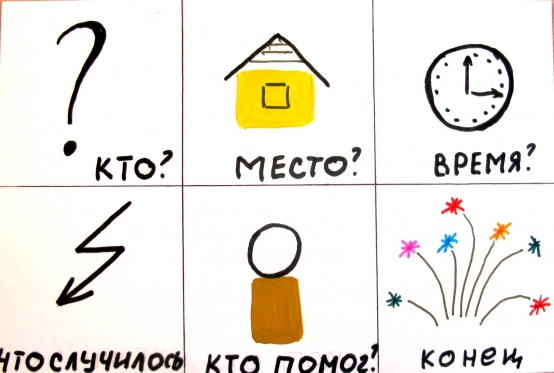 КТО?
МЕСТО?
ВРЕМЯ?
ЧТО СЛУЧИЛОСЬ
КТО ПОМОГ?
КОНЕЦ